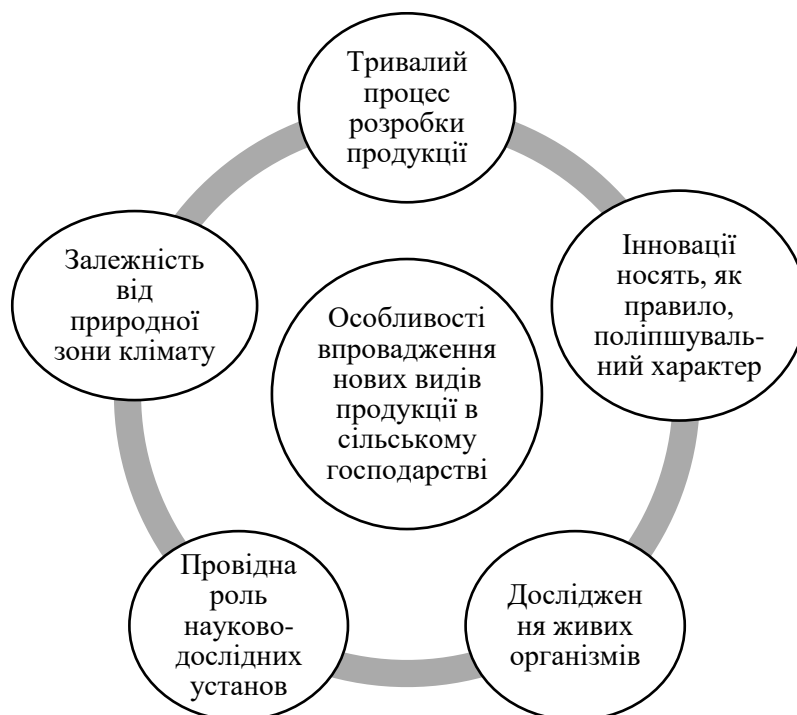 Тривалий
процес
розробки
продукції
Інновації
носять, як
правило,
поліпшуваль-
ний характер
Залежність
від
природної
зони клімату
Особливості
впровадження
нових видів
продукції в
сільському
господарстві
Провідна
роль
науково-
дослідних
установ
Досліджен
ня живих
організмів